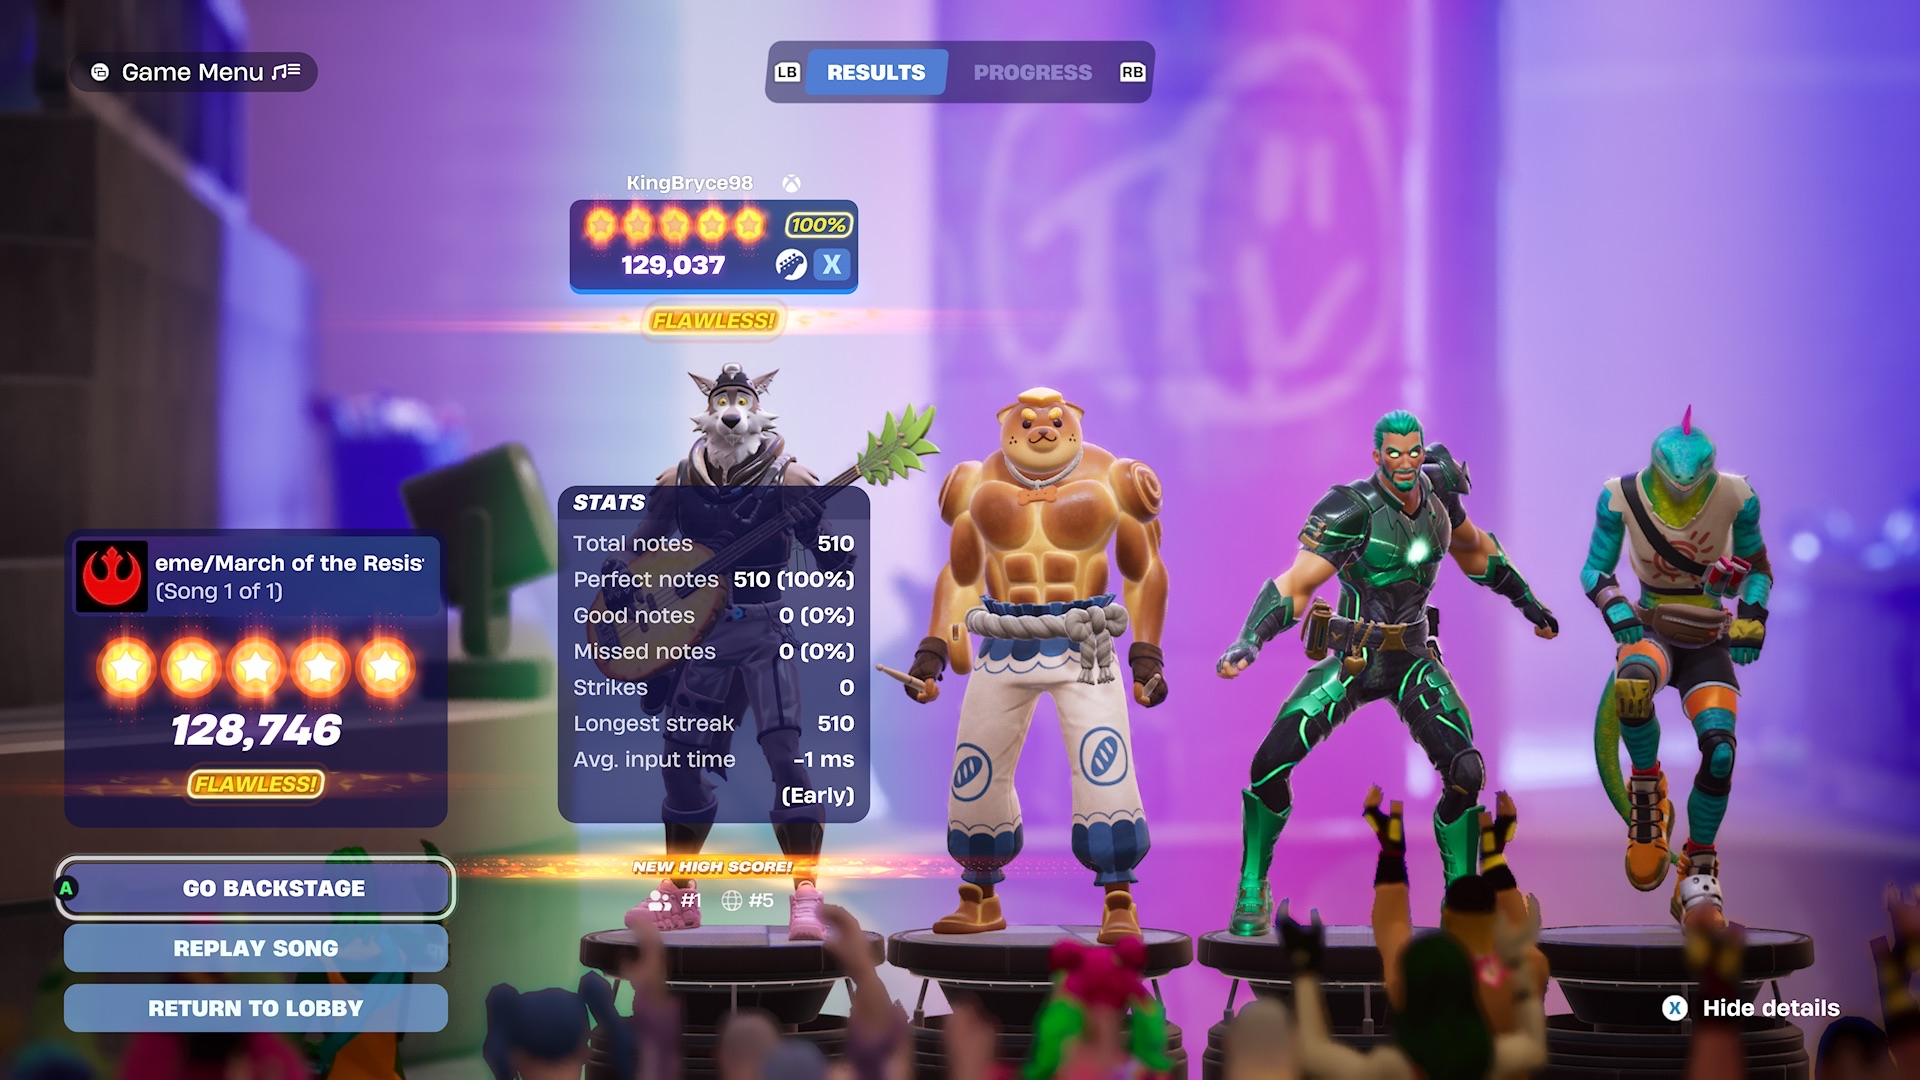 Game Menu
LB RESULTS PROGRESS RB
KingBryce98
100%
129,037 X
FLAWLESS!
STATS
Total notes 510
Perfect notes 510 (100%)
Good notes 0 (0%)
Missed notes 0 (0%)
Strikes 0
Longest streak 510
Avg. input time -1 ms
(Early)
NEW HIGH SCORE!
#1 #5
eme/March of the Resis
(Song 1 of 1)
128,746
FLAWLESS!
A GO BACKSTAGE
REPLAY SONG
RETURN TO LOBBY
X Hide details